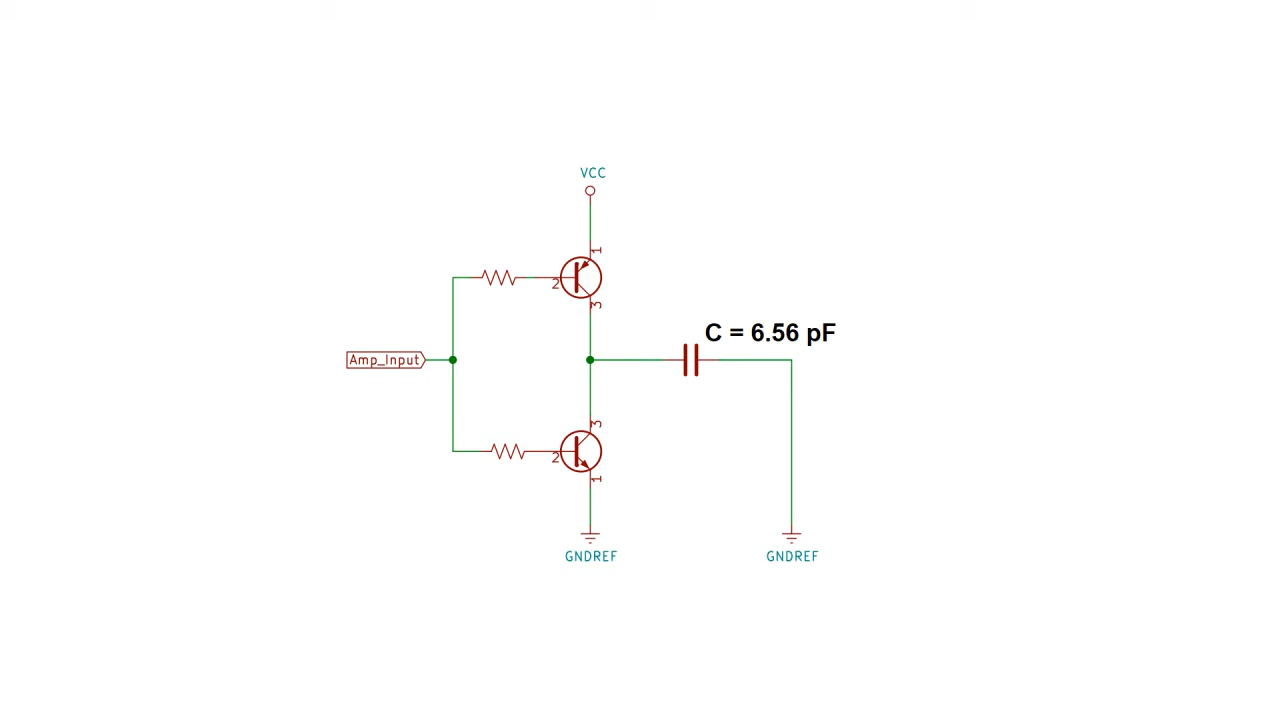 VCC
1
2
3
C = 6.56 pF
Amp_Input
3
2
1
GNDREF
GNDREF